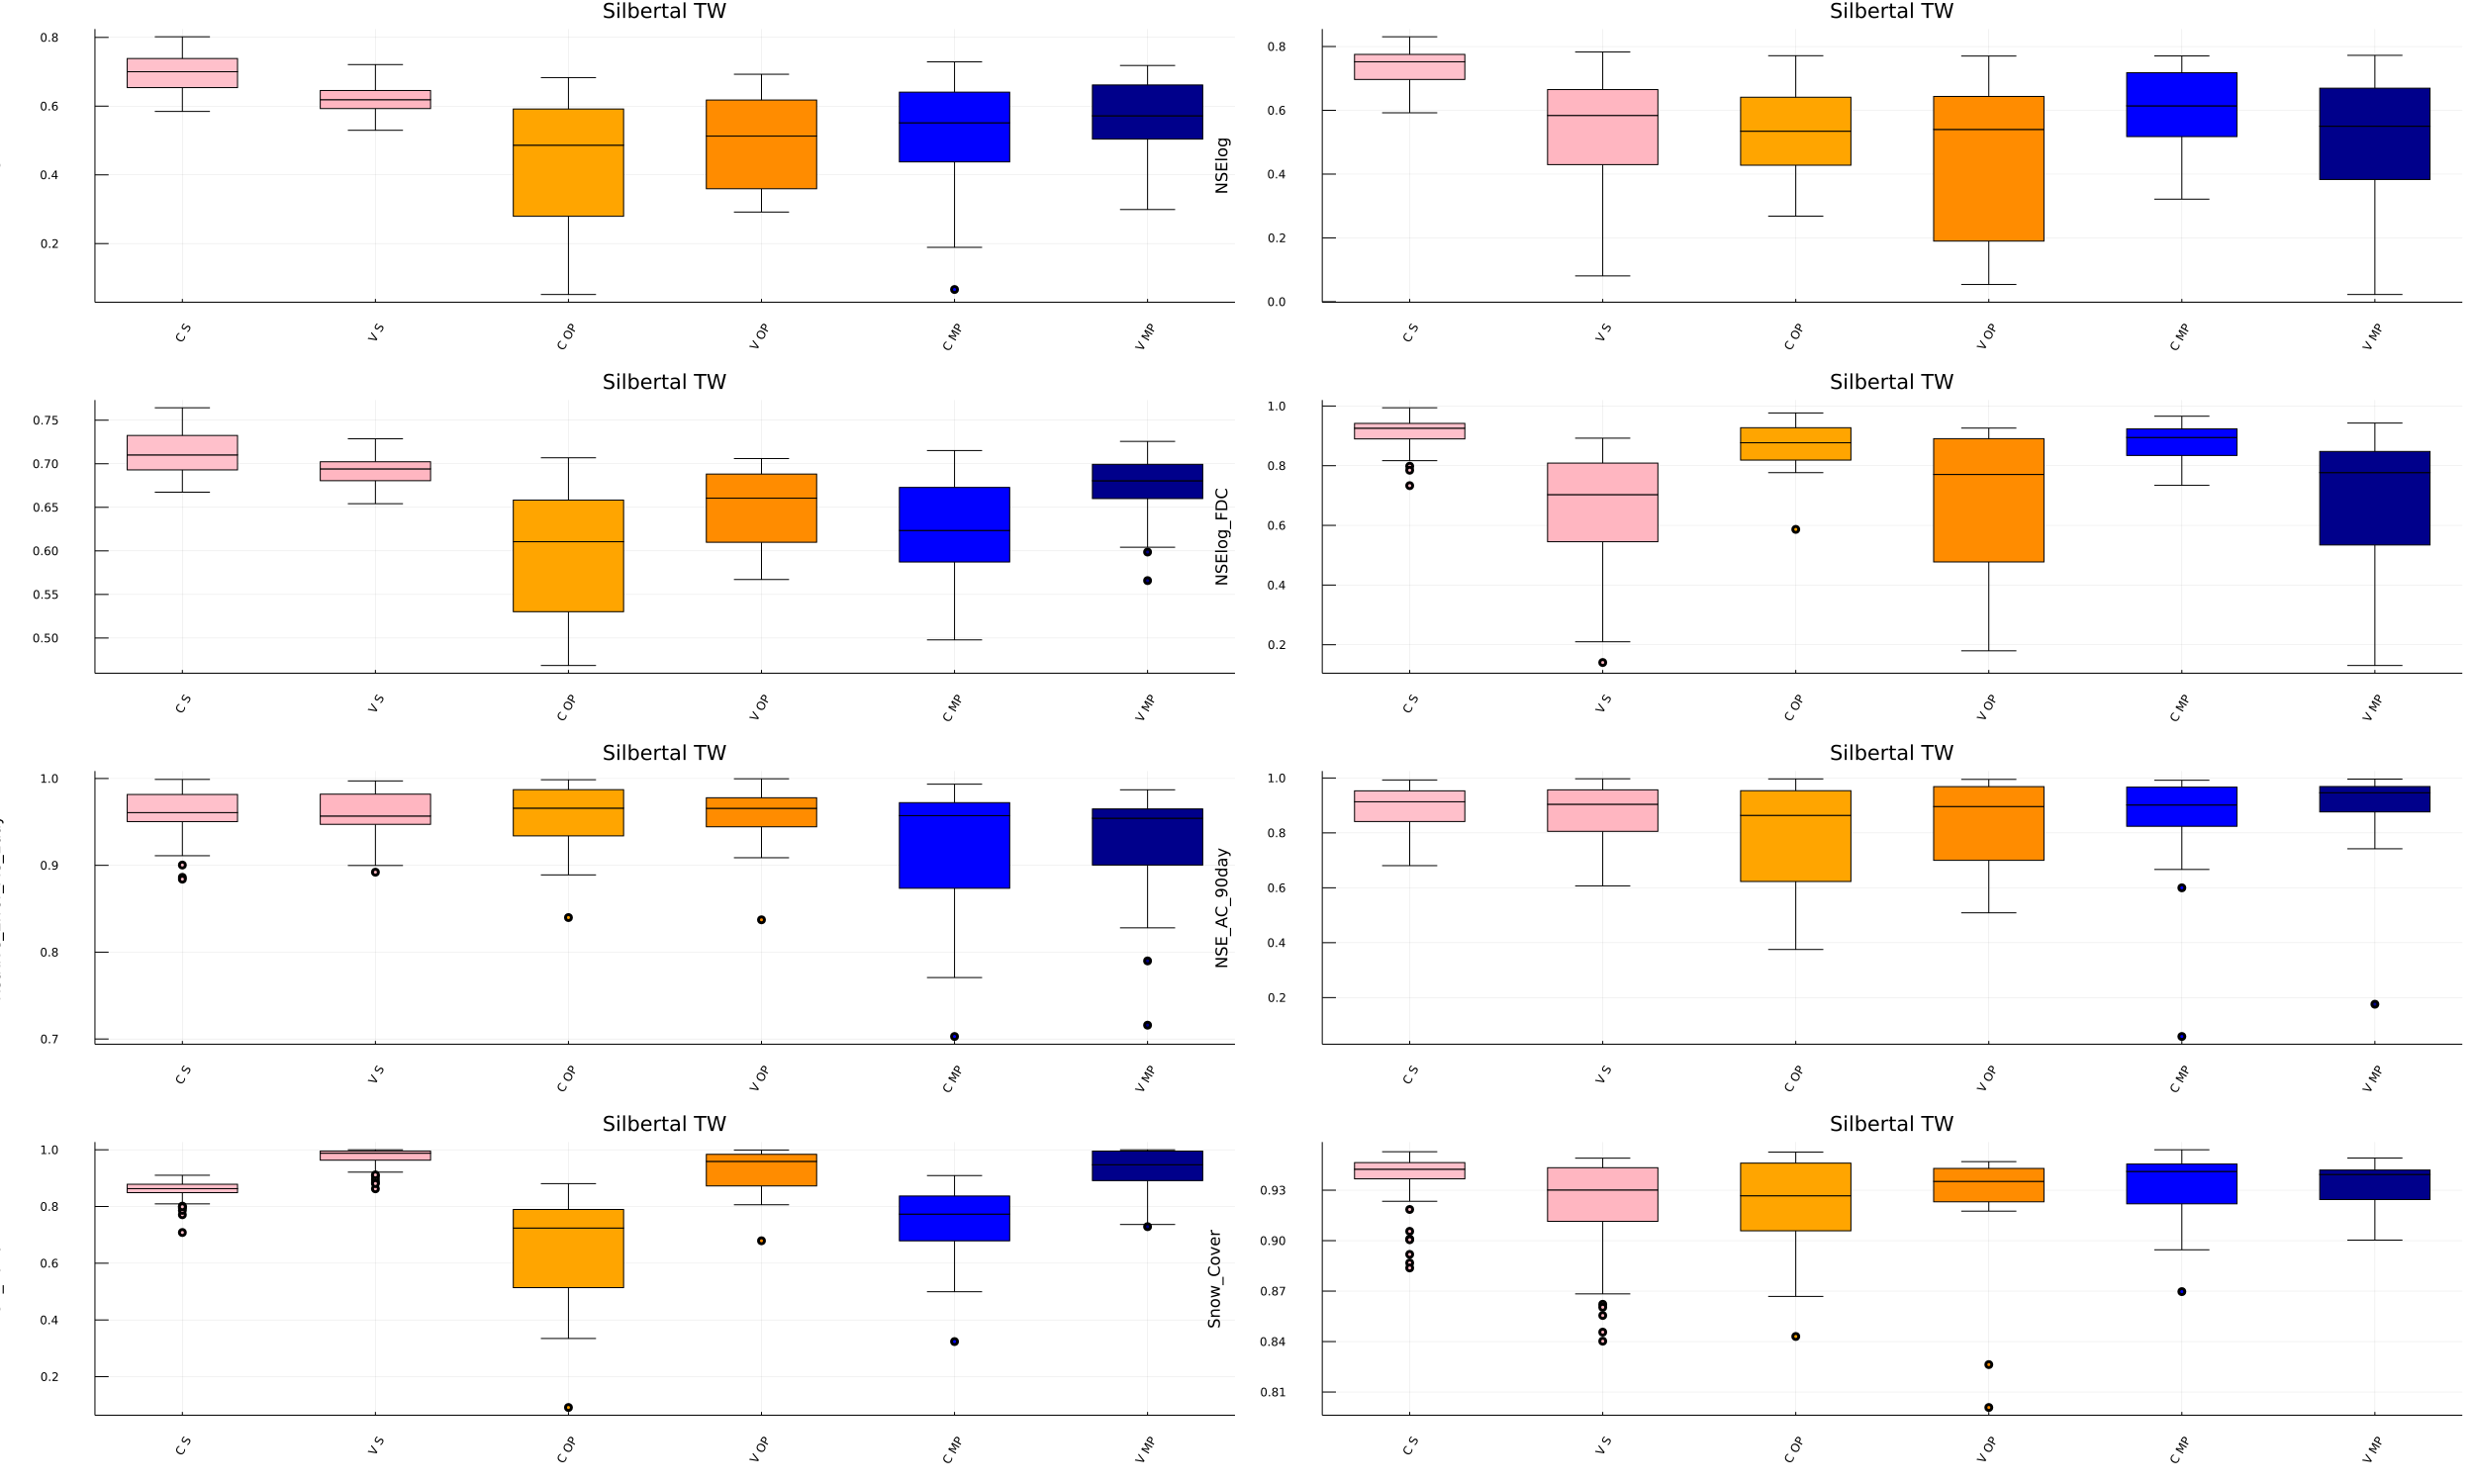 Silbertal TW
0.8
0.6
0.4
0.2
C S
V S
C OP
V OP
C MP
V MP
Silbertal TW
NSElog
0.8
0.6
0.4
0.2
0.0
C S
V S
C OP
V OP
C MP
V MP
Silbertal TW
0.75
0.70
0.65
0.60
0.55
0.50
C S
V S
C OP
V OP
C MP
V MP
Silbertal TW
NSElog_FDC
1.0
0.8
0.6
0.4
0.2
C S
V S
C OP
V OP
C MP
V MP
Silbertal TW
1.0
0.9
0.8
0.7
C S
V S
C OP
V OP
C MP
V MP
Silbertal TW
NSE_AC_90day
1.0
0.8
0.6
0.4
0.2
C S
V S
C OP
V OP
C MP
V MP
Silbertal TW
1.0
0.8
0.6
0.4
0.2
C S
V S
C OP
V OP
C MP
V MP
Silbertal TW
Snow_Cover
0.93
0.90
0.87
0.84
0.81
C S
V S
C OP
V OP
C MP
V MP